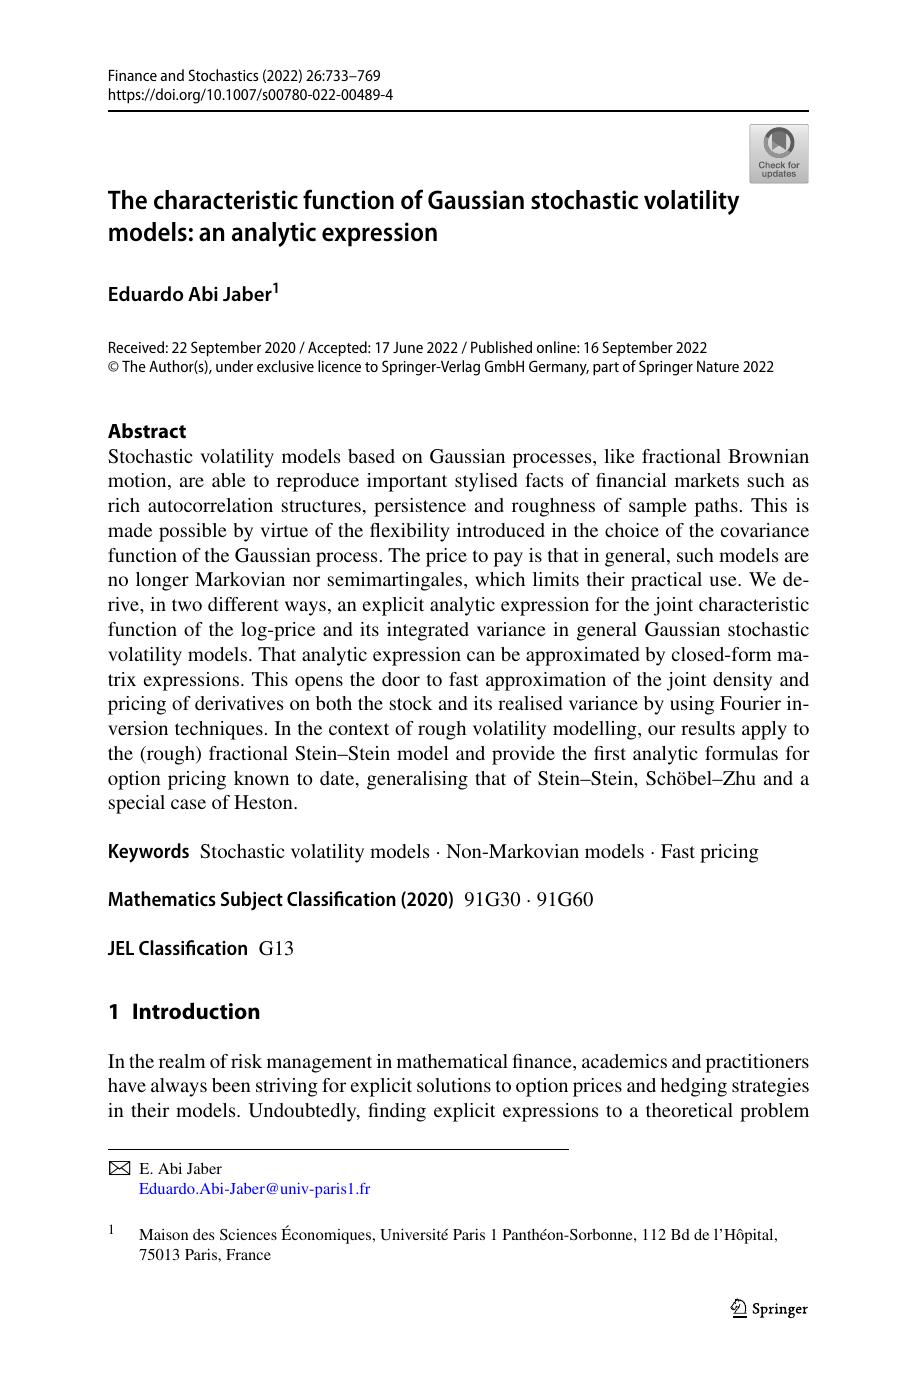 Finance and Stochastics (2022) 26:733–769
https://doi.org/10.1007/s00780-022-00489-4
Check for
updates
The characteristic function of Gaussian stochastic volatility
models: an analytic expression
Eduardo Abi Jaber1
Received: 22 September 2020 / Accepted: 17 June 2022 / Published online: 16 September 2022
© The Author(s), under exclusive licence to Springer-Verlag GmbH Germany, part of Springer Nature 2022
Abstract
Stochastic volatility models based on Gaussian processes, like fractional Brownian
motion, are able to reproduce important stylised facts of financial markets such as
rich autocorrelation structures, persistence and roughness of sample paths. This is
made possible by virtue of the flexibility introduced in the choice of the covariance
function of the Gaussian process. The price to pay is that in general, such models are
no longer Markovian nor semimartingales, which limits their practical use. We de-
rive, in two different ways, an explicit analytic expression for the joint characteristic
function of the log-price and its integrated variance in general Gaussian stochastic
volatility models. That analytic expression can be approximated by closed-form ma-
trix expressions. This opens the door to fast approximation of the joint density and
pricing of derivatives on both the stock and its realised variance by using Fourier in-
version techniques. In the context of rough volatility modelling, our results apply to
the (rough) fractional Stein–Stein model and provide the first analytic formulas for
option pricing known to date, generalising that of Stein–Stein, Schöbel–Zhu and a
special case of Heston.
Keywords Stochastic volatility models · Non-Markovian models · Fast pricing
Mathematics Subject Classification (2020) 91G30 · 91G60
JEL Classification G13
1 Introduction
In the realm of risk management in mathematical finance, academics and practitioners
have always been striving for explicit solutions to option prices and hedging strategies
in their models. Undoubtedly, finding explicit expressions to a theoretical problem
E. Abi Jaber
Eduardo.Abi-Jaber@univ-paris1.fr
1 Maison des Sciences Économiques, Université Paris 1 Panthéon-Sorbonne, 112 Bd de l'Hôpital,
75013 Paris, France
Springer